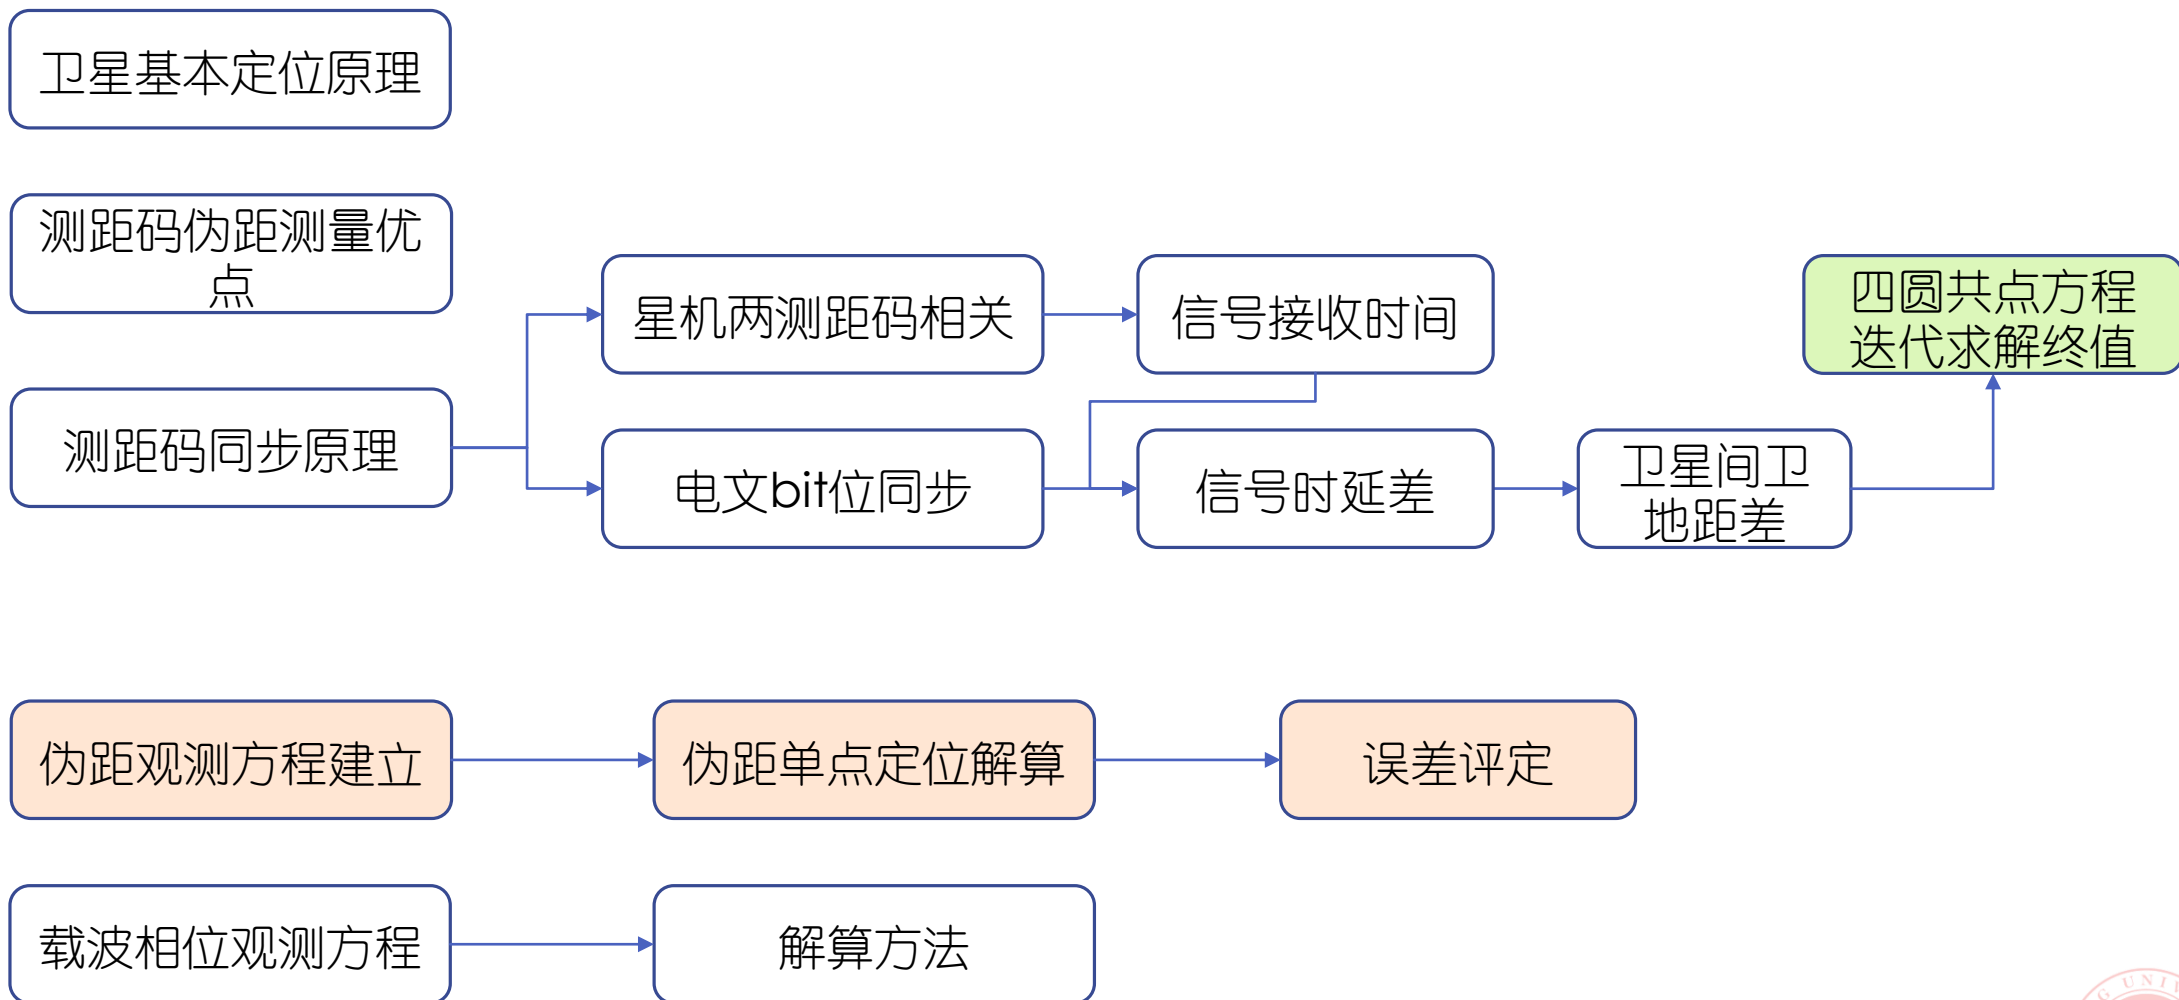 卫星基本定位原理
测距码伪距测量优
点
星机两测距码相关
信号接收时间
四圆共点方程
迭代求解终值
测距码同步原理
电文bit位同步
信号时延差
卫星间卫
地距差
伪距观测方程建立
伪距单点定位解算
误差评定
载波相位观测方程
解算方法
G UNI